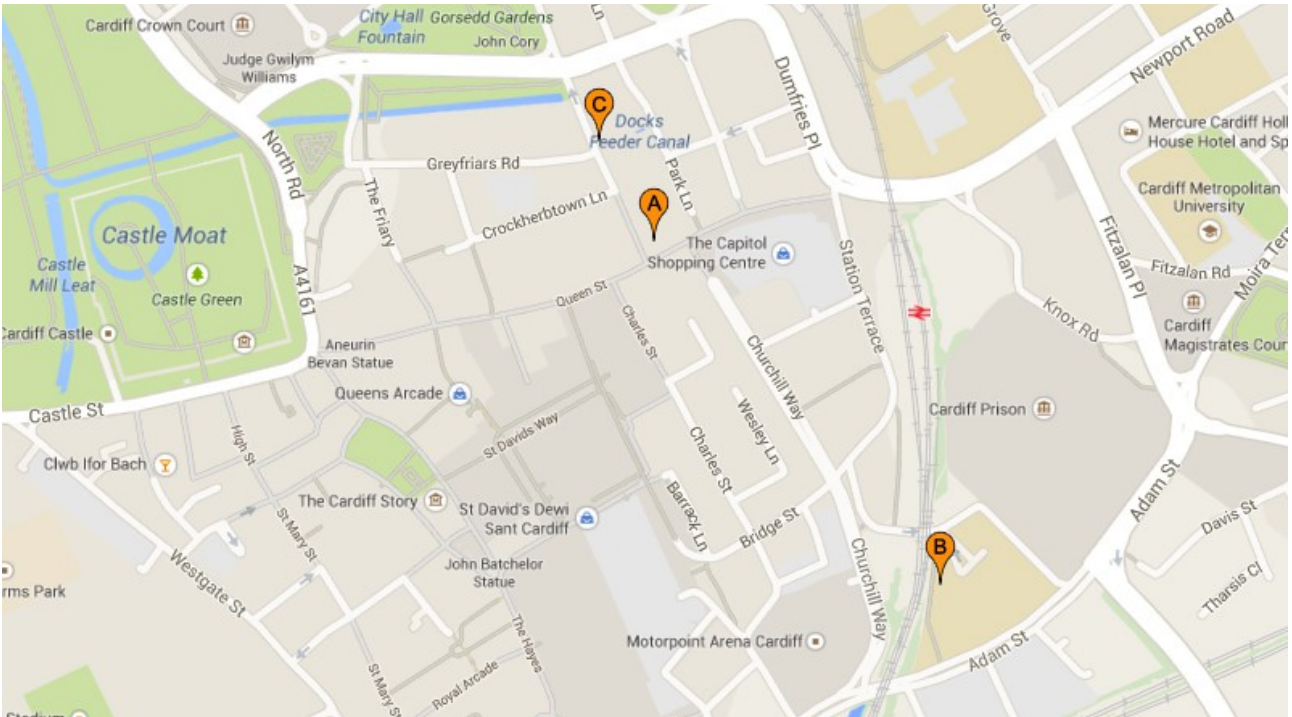 City Hall
Fountain
Gorsedd Gardens
Cardiff Crown Court
John Cory
Ln
Grove
Newport Road
Judge Gwilym
Williams
Dumfries Pl
C
Docks
Feeder Canal
Mercure Cardiff Holl
House Hotel and Sp
North Rd
Greyfriars Rd
Park Ln
The Friary
Crockherbtown Ln
A
Cardiff Metropolitan
University
Castle Moat
The Capitol
Shopping Centre
Station Terrace
Fitzalan Pl
Fitzalan Rd
Moira Terr
Castle
Mill Leat
Castle Green
A4161
Queen St
Charles St
Knox Rd
Cardiff
Magistrates Cour
Cardiff Castle
Aneurin
Bevan Statue
Churchill Way
Queens Arcade
Castle St
Wesley Ln
Cardiff Prison
High St
St Davids Way
Charles St
Clwb Ifor Bach
The Cardiff Story
St David's Dewi
Sant Cardiff
Barrack Ln
Bridge St
Adam St
Davis St
St Mary St
B
Westgate St
John Batchelor
Statue
Churchill Way
Tharsis Cl
rms Park
The Hayes
Motorpoint Arena Cardiff
Adam St
St Mary St
Royal Arcade
Stadium